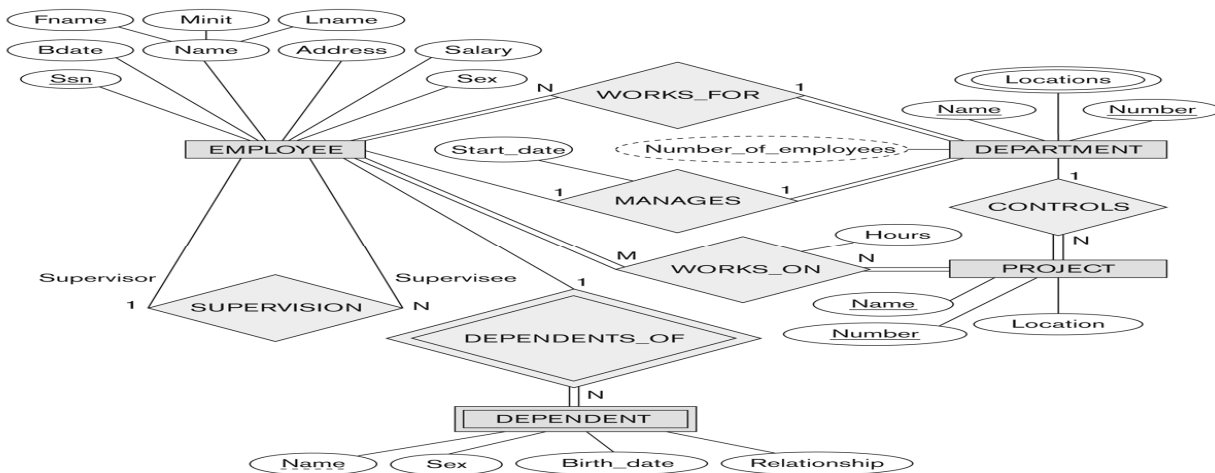 Fname Minit Lname
Bdate Name Address Salary
Ssn Sex
Locations
Name Number
N WORKS_FOR 1
EMPLOYEE Start_date Number_of_employees DEPARTMENT
1 MANAGES 1
1
CONTROLS
N
Hours
M WORKS_ON N
PROJECT
Supervisor Supervisee
1 SUPERVISION N
Name
Number Location
1
DEPENDENTS_OF
N
DEPENDENT
Name Sex Birth_date Relationship